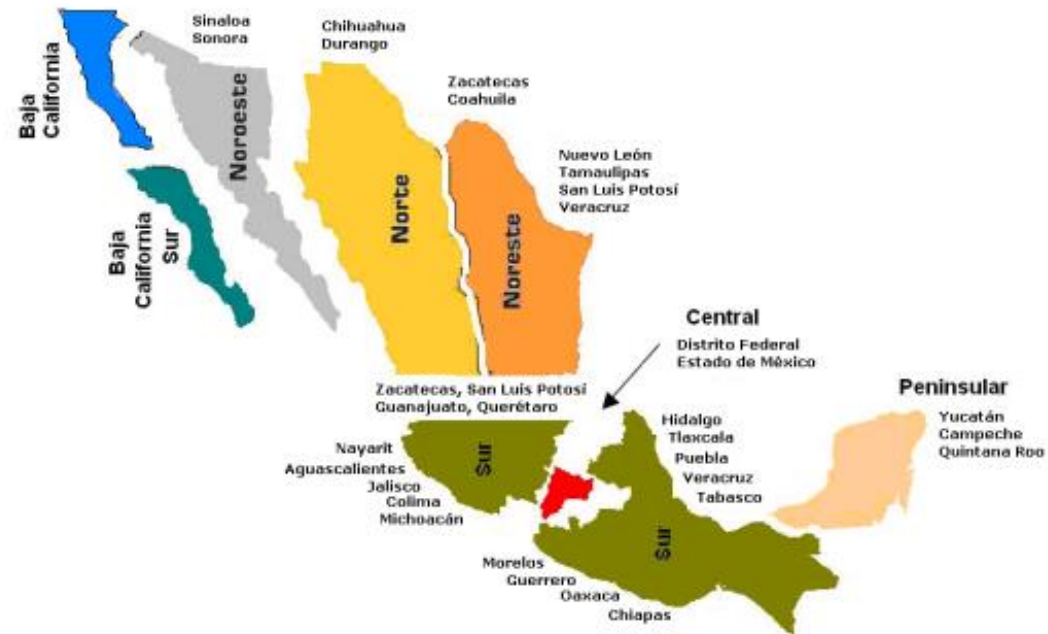 Baja
California
Baja
California
Sur
Sinaloa
Sonora
Noroeste
Chihuahua
Durango
Norte
Zacatecas
Coahuila
Noreste
Nuevo León
Tamaulipas
San Luis Potosí
Veracruz
Zacatecas, San Luis Potosí
Guanajuato, Querétaro
Central
Distrito Federal
Estado de México
Peninsular
Yucatán
Campeche
Quintana Roo
Nayarit
Aguascalientes
Jalisco
Colima
Michoacán
Sur
Hidalgo
Tlaxcala
Puebla
Veracruz
Tabasco
Sur
Morelos
Guerrero
Oaxaca
Chiapas